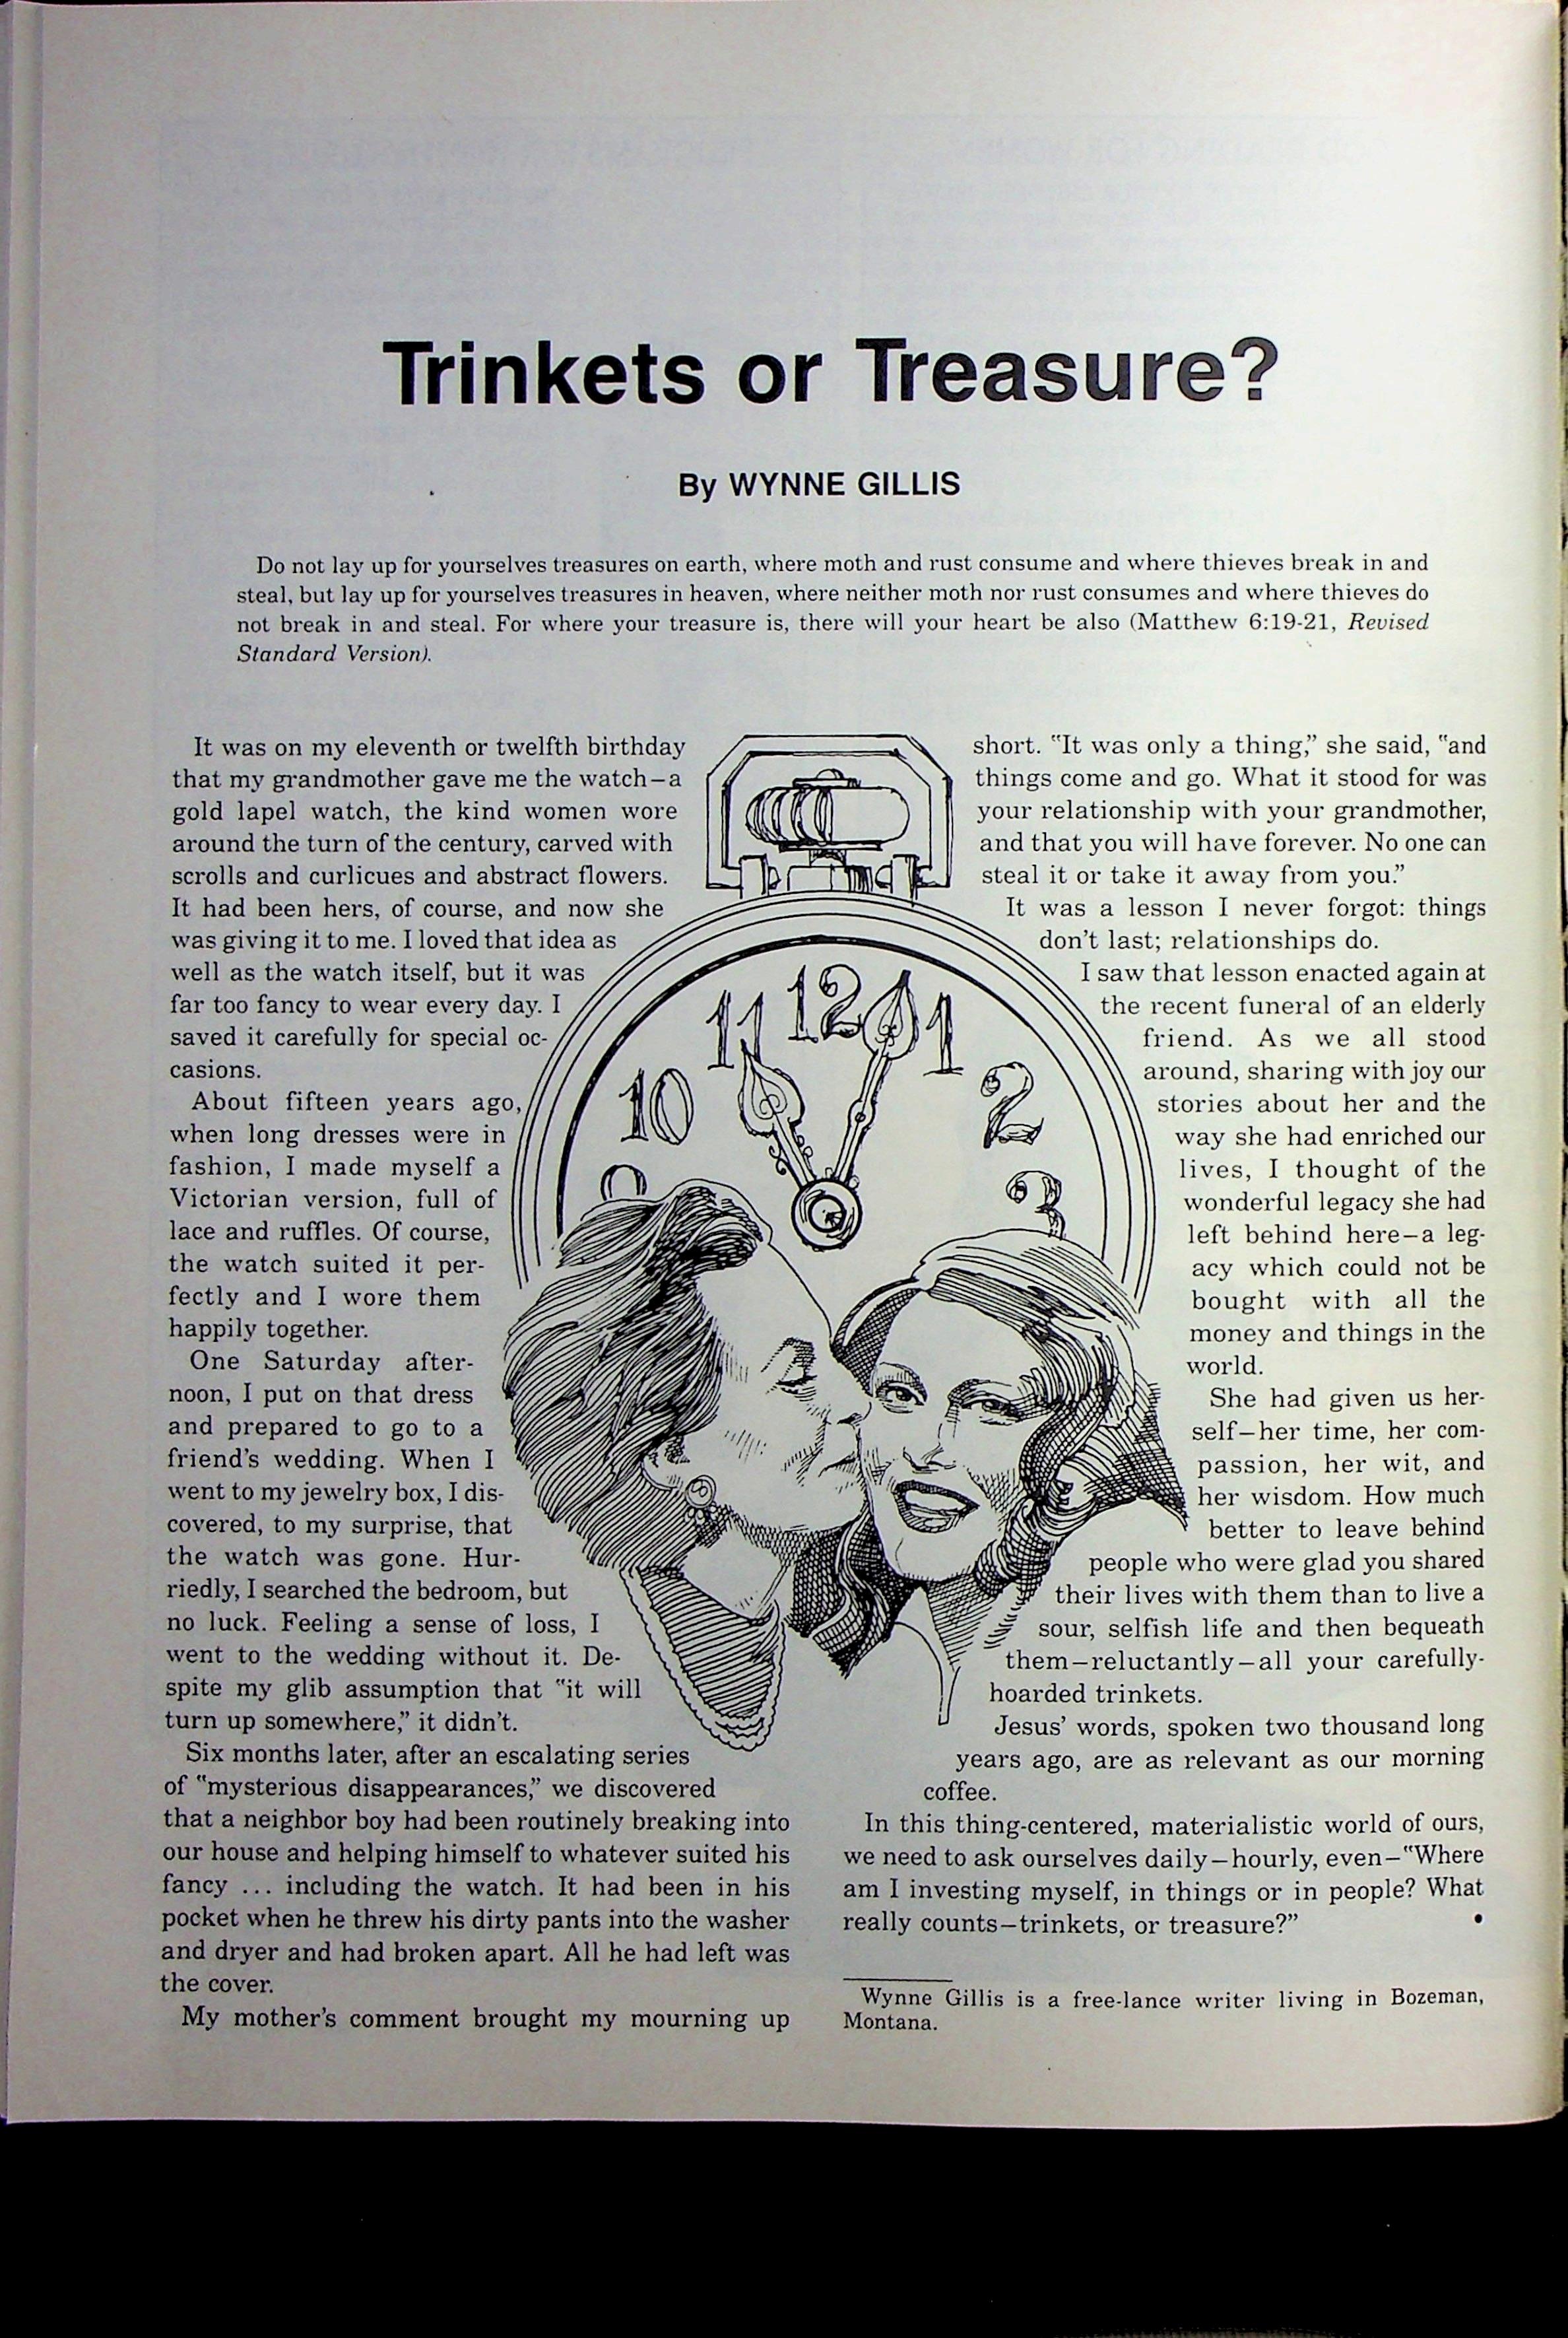 Trinkets or Treasure?
By WYNNE GILLIS
Do not lay up for yourselves treasures on earth, where moth and rust consume and where thieves break in and
steal, but lay up for yourselves treasures in heaven, where neither moth nor rust consumes and where thieves do
not break in and steal. For where your treasure is, there will your heart be also (Matthew 6:19-21, Revised
Standard Version).
It was on my eleventh or twelfth birthday
that my grandmother gave me the watch—a
gold lapel watch, the kind women wore
around the turn of the century, carved with
scrolls and curlicues and abstract flowers.
It had been hers, of course, and now she
was giving it to me. I loved that idea as
well as the watch itself, but it was
far too fancy to wear every day. I
saved it carefully for special oc-
casions.
About fifteen years ago,
when long dresses were in
fashion, I made myself a
Victorian version, full of
lace and ruffles. Of course,
the watch suited it per-
fectly and I wore them
happily together.
One Saturday after-
noon, I put on that dress
and prepared to go to a
friend's wedding. When I
went to my jewelry box, I dis-
covered, to my surprise, that
the watch was gone. Hur-
riedly, I searched the bedroom, but
no luck. Feeling a sense of loss, I
went to the wedding without it. De-
spite my glib assumption that "it will
turn up somewhere," it didn't.
Six months later, after an escalating series
of "mysterious disappearances," we discovered
that a neighbor boy had been routinely breaking into
our house and helping himself to whatever suited his
fancy ... including the watch. It had been in his
pocket when he threw his dirty pants into the washer
and dryer and had broken apart. All he had left was
the cover.
My mother's comment brought my mourning up
10 11 12 1 2 3
short. "It was only a thing," she said, "and
things come and go. What it stood for was
your relationship with your grandmother,
and that you will have forever. No one can
steal it or take it away from you."
It was a lesson I never forgot: things
don't last; relationships do.
I saw that lesson enacted again at
the recent funeral of an elderly
friend. As we all stood
around, sharing with joy our
stories about her and the
way she had enriched our
lives, I thought of the
wonderful legacy she had
left behind here—a leg-
acy which could not be
bought with all the
money and things in the
world.
She had given us her-
self—her time, her com-
passion, her wit, and
her wisdom. How much
better to leave behind
people who were glad you shared
their lives with them than to live a
sour, selfish life and then bequeath
them—reluctantly—all your carefully-
hoarded trinkets.
Jesus' words, spoken two thousand long
years ago, are as relevant as our morning
coffee.
In this thing-centered, materialistic world of ours,
we need to ask ourselves daily—hourly, even—"Where
am I investing myself, in things or in people? What
really counts—trinkets, or treasure?" •
Wynne Gillis is a free-lance writer living in Bozeman,
Montana.